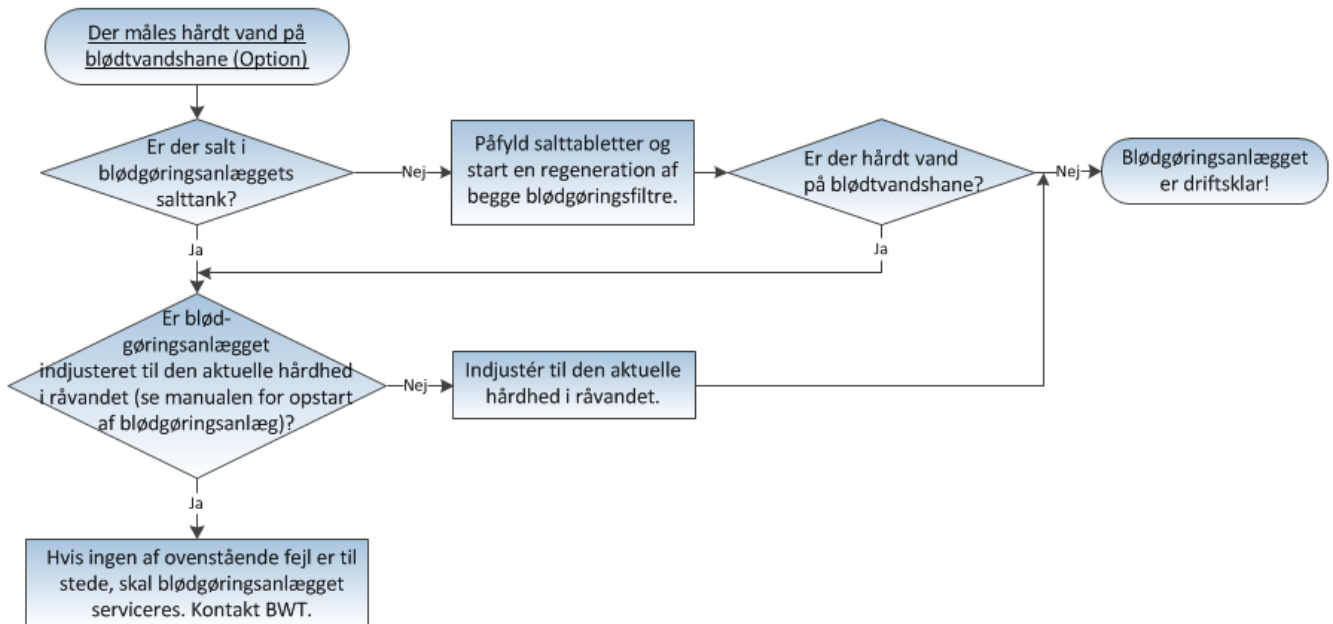 Der måles hårdt vand på
blødtvandshane (Option)
Er der salt i
blødgøringsanlæggets
salttank?
Nej
Påfyld salttabletter og
start en regeneration af
begge blødgøringsfiltre.
Er der hårdt vand
på blødtvandshane?
Nej
Blødgøringsanlægget
er driftsklar!
Ja
Ja
Er blød-
gøringsanlægget
indjusteret til den aktuelle hårdhed
i råvandet (se manualen for opstart
af blødgøringsanlæg)?
Nej
Indjustér til den aktuelle
hårdhed i råvandet.
Ja
Hvis ingen af ovenstående fejl er til
stede, skal blødgøringsanlægget
serviceres. Kontakt BWT.